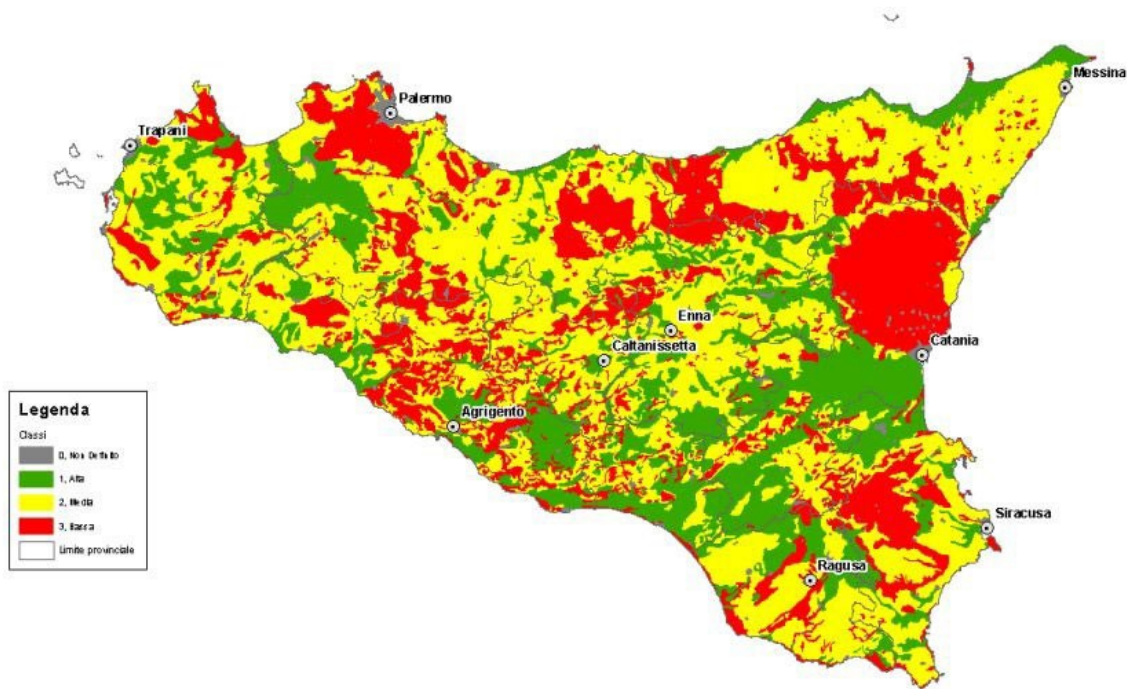 Messina
Palermo
Trapani
Enna
Caltanissetta
Catania
Agrigento
Siracusa
Ragusa
Legenda
Classi
0, Non Definito
1, Alta
2, Media
3, Bassa
Limite provinciale